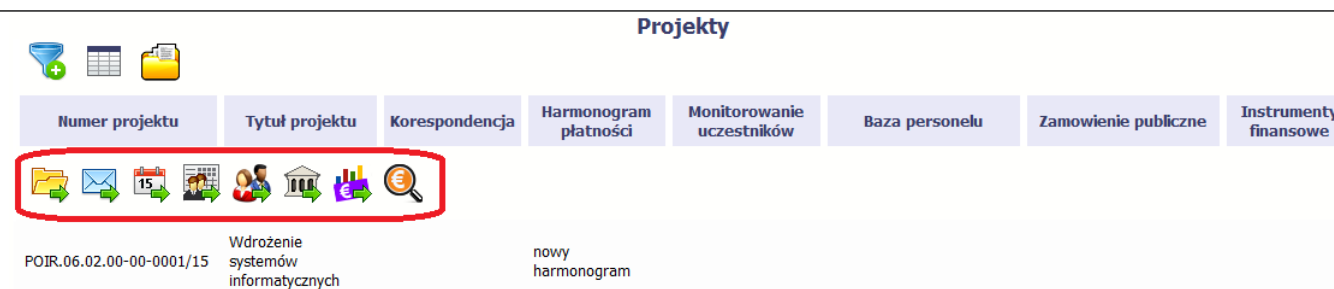 Projekty
Numer projektu
Tytuł projektu
Korespondencja
Harmonogram
płatności
Monitorowanie
uczestników
Baza personelu
Zamowienie publiczne
Instrumenty
finansowe
15
POIR.06.02.00-00-0001/15
Wdrożenie
systemów
informatycznych
nowy
harmonogram